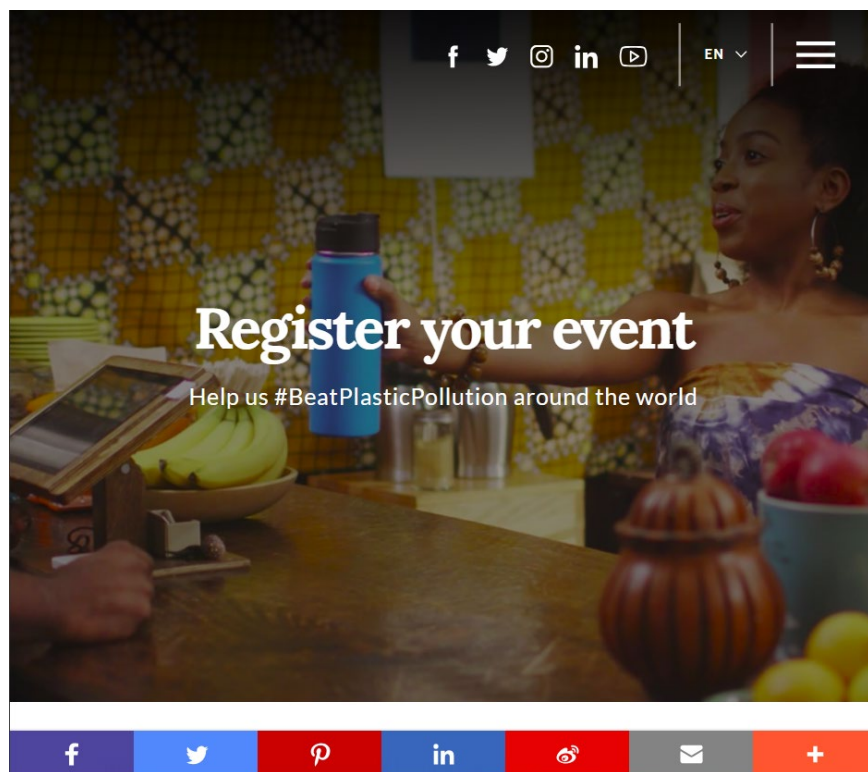 EN
Register your event
Help us #BeatPlasticPollution around the world